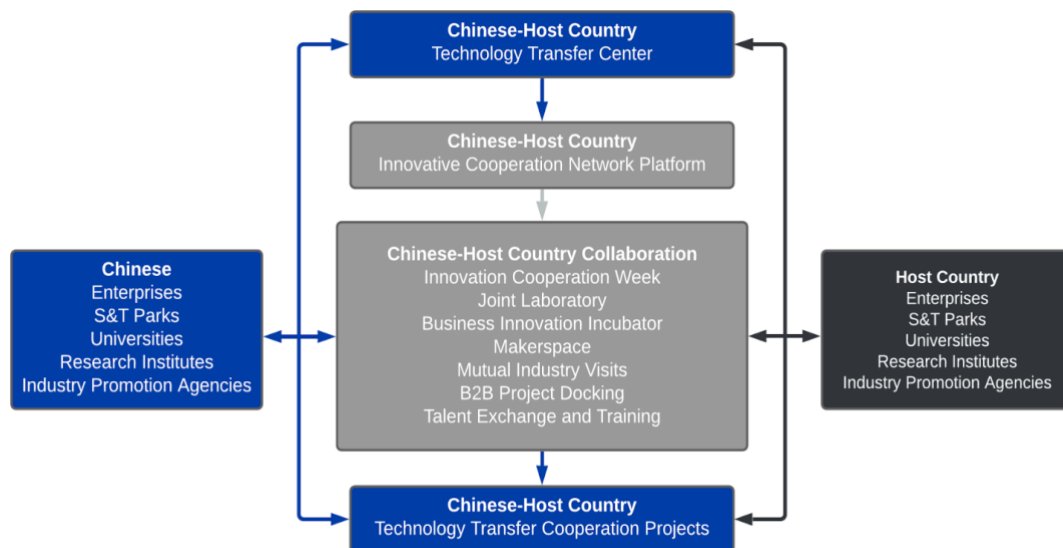 Chinese-Host Country
Technology Transfer Center
Chinese-Host Country
Innovative Cooperation Network Platform
Chinese
Enterprises
S&T Parks
Universities
Research Institutes
Industry Promotion Agencies
Chinese-Host Country Collaboration
Innovation Cooperation Week
Joint Laboratory
Business Innovation Incubator
Makerspace
Mutual Industry Visits
B2B Project Docking
Talent Exchange and Training
Host Country
Enterprises
S&T Parks
Universities
Research Institutes
Industry Promotion Agencies
Chinese-Host Country
Technology Transfer Cooperation Projects